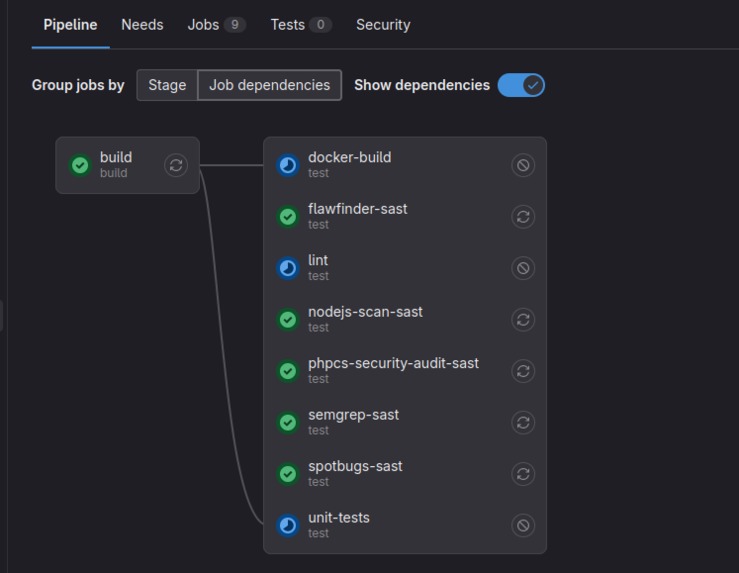 Pipeline Needs Jobs 9 Tests 0 Security
Group jobs by Stage Job dependencies Show dependencies
build
build
docker-build
test
flawfinder-sast
test
lint
test
nodejs-scan-sast
test
phpcs-security-audit-sast
test
semgrep-sast
test
spotbugs-sast
test
unit-tests
test